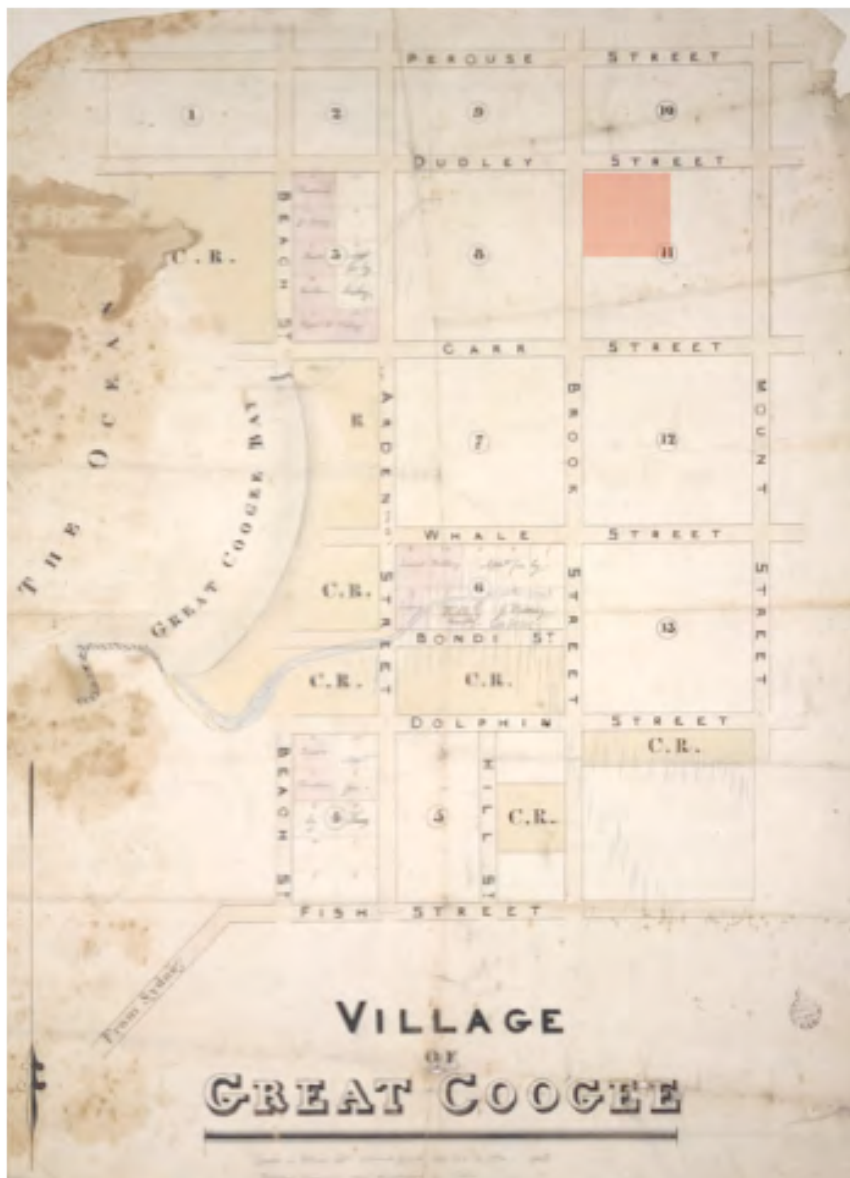 PEROUSE STREET
1
2
9
10
DUDLEY STREET
C. R.
BEACH ST
3
8
11
CARR STREET
THE OCEAN
GREAT COOGEE BAY
R
ARDEN STREET
7
BROOK STREET
12
MOUNT STREET
WHALE STREET
C.R.
6
13
BONDI ST
C.R.
C.R.
DOLPHIN STREET
C.R.
BEACH ST
4
5
HILL ST
C.R.
FISH STREET
From Sydney
VILLAGE
OF
GREAT COOGEE